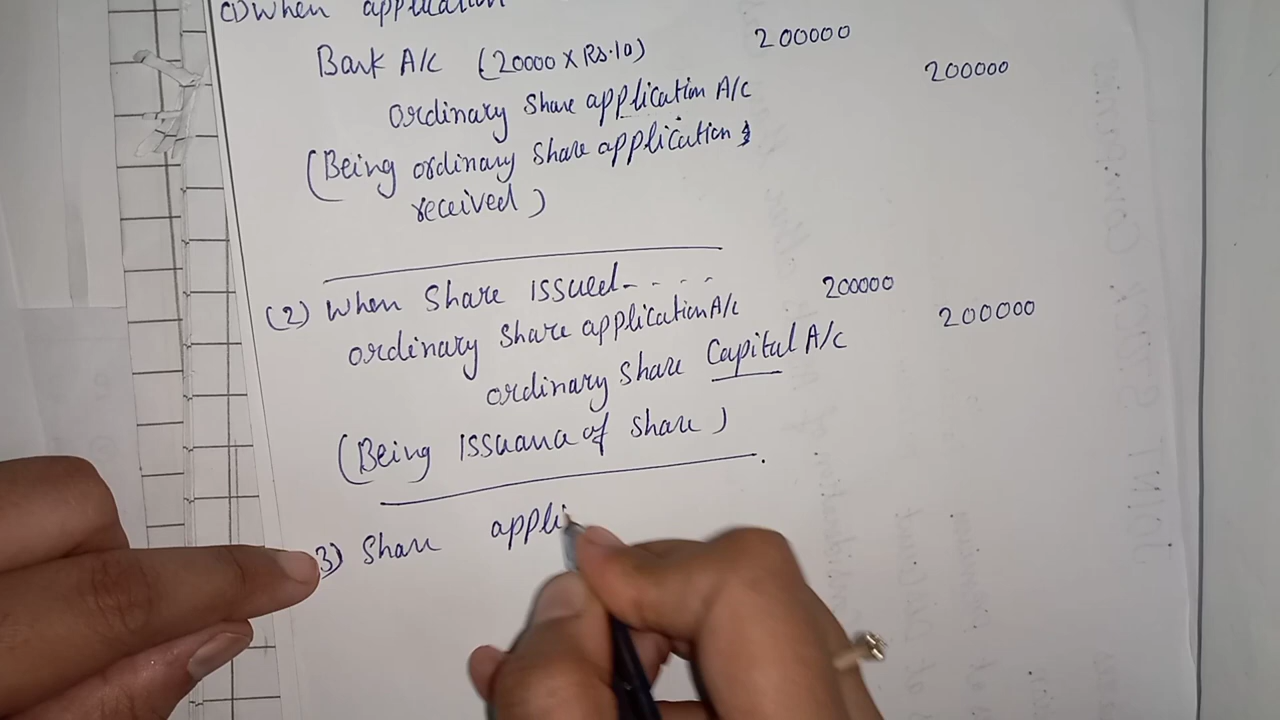 (1) When application
Bank A/C (20000 X Rs.10) 200000
ordinary Share application A/C 200000
(Being ordinary Share application
received)
(2) When Share Issued - . . .
ordinary Share application A/C 200000
ordinary Share Capital A/C 200000
(Being Issuana of Share)
3) Share appli